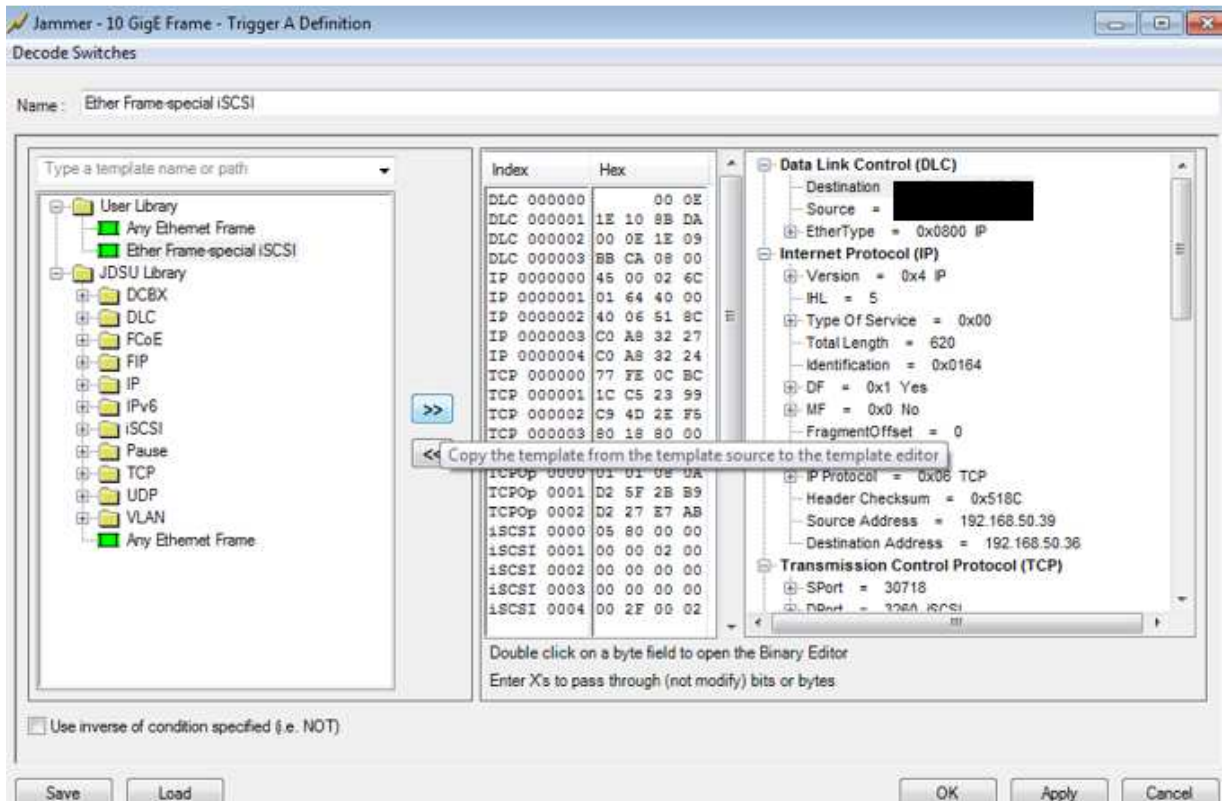 Jammer - 10 GigE Frame - Trigger A Definition
Decode Switches
Name : Ether Frame-special iSCSI
Type a template name or path
User Library
Any Ethernet Frame
Ether Frame-special iSCSI
JDSU Library
DCBX
DLC
FCoE
FIP
IP
IPv6
iSCSI
Pause
TCP
UDP
VLAN
Any Ethernet Frame
>>
<<
Copy the template from the template source to the template editor
Index Hex
DLC 000000 00 0E
DLC 000001 1E 10 8B DA
DLC 000002 00 0E 1E 09
DLC 000003 BB CA 08 00
IP 0000000 45 00 02 6C
IP 0000001 01 64 40 00
IP 0000002 40 06 51 8C
IP 0000003 C0 A8 32 27
IP 0000004 C0 A8 32 24
TCP 000000 77 FE 0C BC
TCP 000001 1C C5 23 99
TCP 000002 C9 4D 2E F5
TCP 000003 80 18 80 00
TCPOp 0000 01 01 08 0A
TCPOp 0001 D2 5F 2B B9
TCPOp 0002 D2 27 E7 AB
iSCSI 0000 05 80 00 00
iSCSI 0001 00 00 02 00
iSCSI 0002 00 00 00 00
iSCSI 0003 00 00 00 00
iSCSI 0004 00 2F 00 02
Data Link Control (DLC)
Destination
Source =
EtherType = 0x0800 IP
Internet Protocol (IP)
Version = 0x4 IP
IHL = 5
Type Of Service = 0x00
Total Length = 620
Identification = 0x0164
DF = 0x1 Yes
MF = 0x0 No
FragmentOffset = 0
IP Protocol = 0x06 TCP
Header Checksum = 0x518C
Source Address = 192.168.50.39
Destination Address = 192.168.50.36
Transmission Control Protocol (TCP)
SPort = 30718
DPort = 3260 iSCSI
Double click on a byte field to open the Binary Editor
Enter X's to pass through (not modify) bits or bytes
Use inverse of condition specified (i.e. NOT)
Save Load OK Apply Cancel